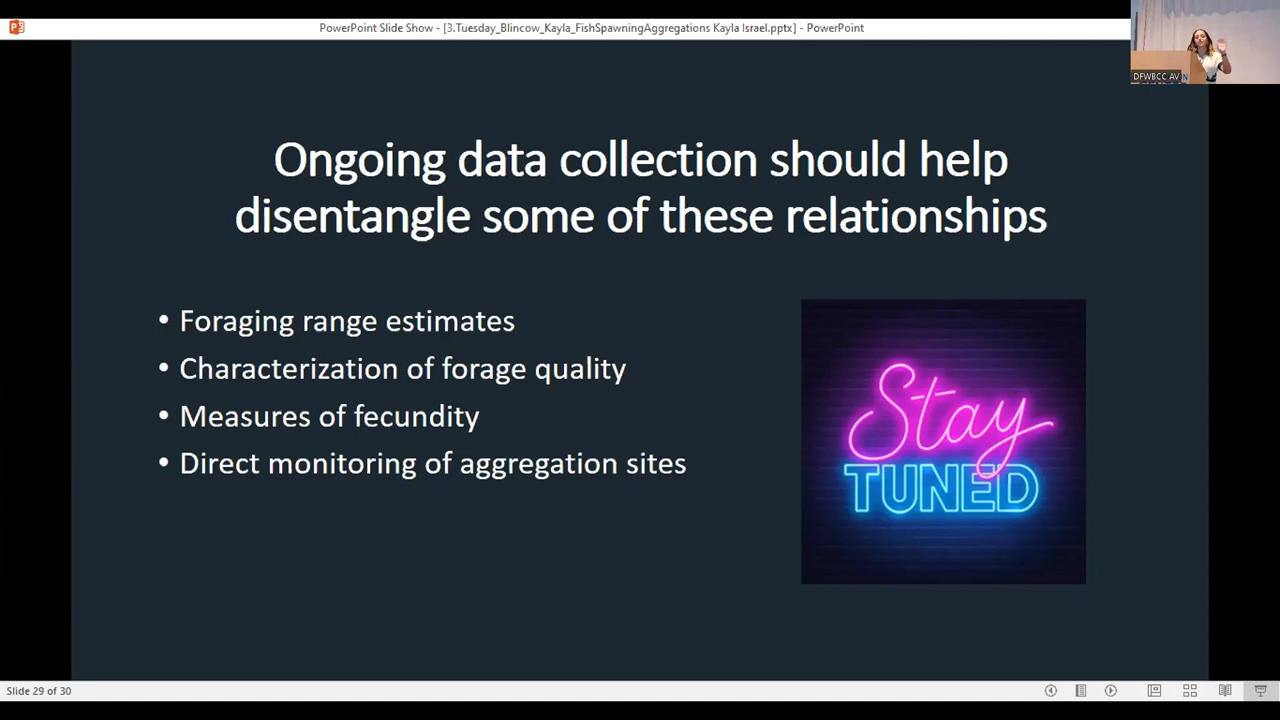 PowerPoint Slide Show - [3.Tuesday_Blincow_Kayla_FishSpawningAggregations Kayla Israel.pptx] - PowerPoint
DFWBCC AV
Ongoing data collection should help
disentangle some of these relationships
• Foraging range estimates
• Characterization of forage quality
• Measures of fecundity
• Direct monitoring of aggregation sites
Stay
TUNED
Slide 29 of 30